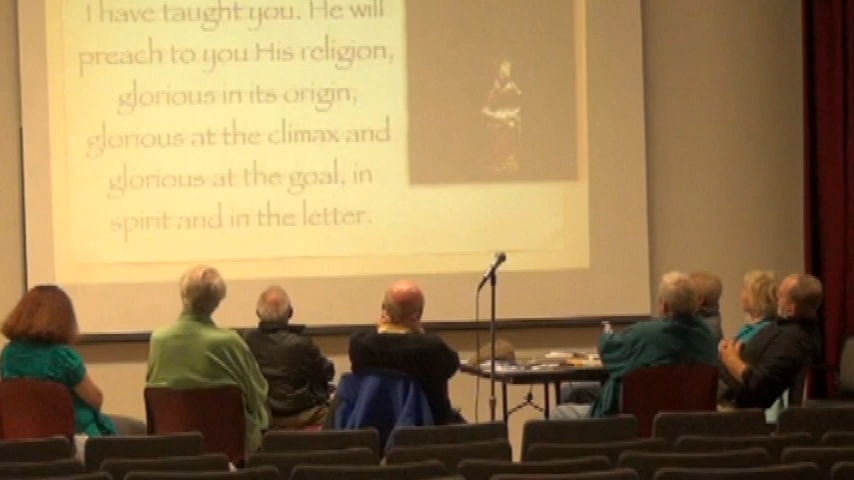 I have taught you. He will
preach to you His religion,
glorious in its origin,
glorious at the climax and
glorious at the goal, in
spirit and in the letter.